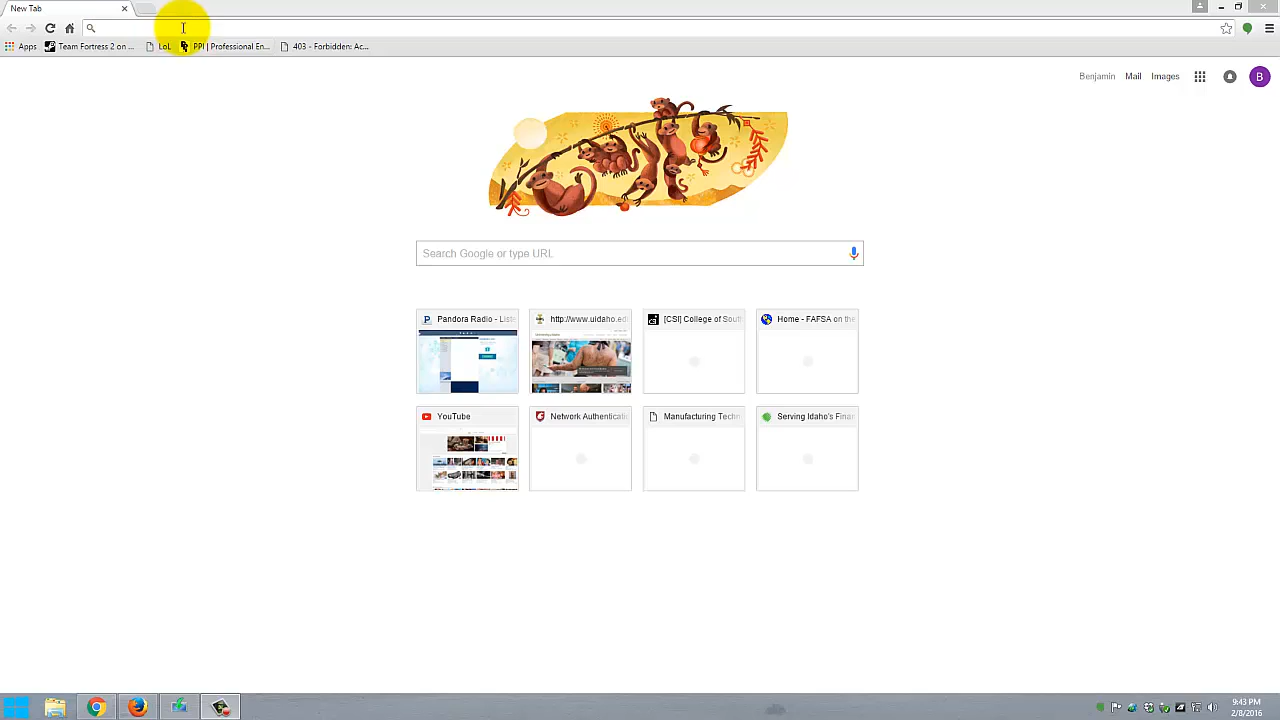 New Tab
Apps Team Fortress 2 on ... LoL PPI | Professional En... 403 - Forbidden: Ac...
Benjamin Mail Images B
Search Google or type URL
Pandora Radio - Liste http://www.uidaho.ed [CSI] College of Sout Home - FAFSA on the
YouTube Network Authenticati Manufacturing Techn Serving Idaho's Finan
9:43 PM
2/8/2016